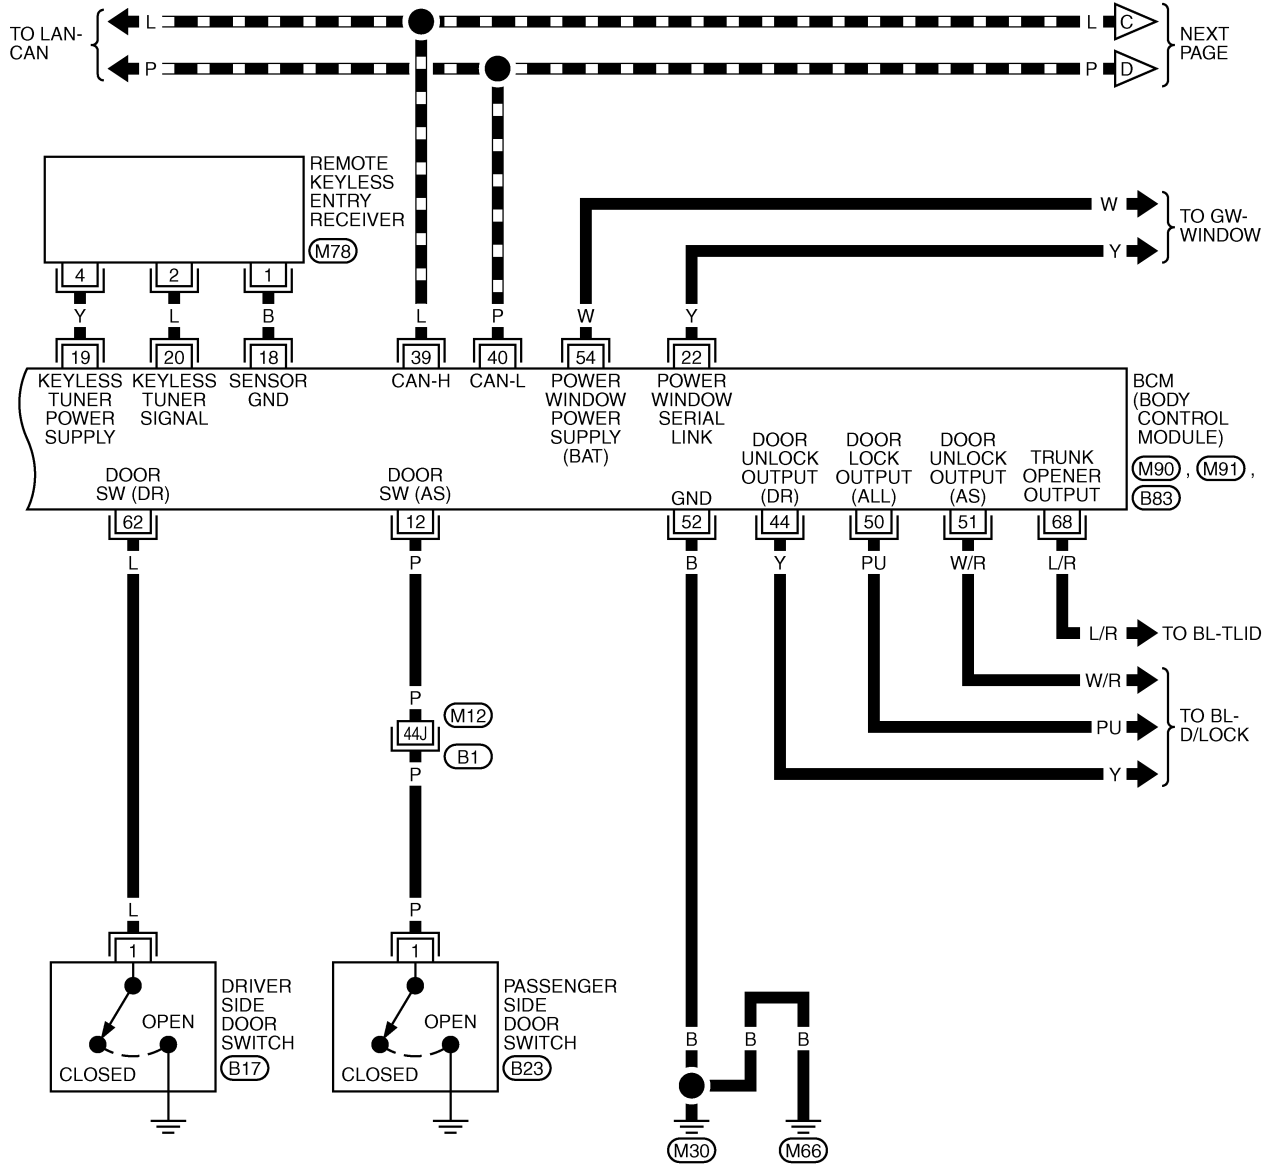 TO LAN-
CAN
L
L
C
P
P
D
NEXT
PAGE
REMOTE
KEYLESS
ENTRY
RECEIVER
M78
W
Y
TO GW-
WINDOW
4
2
1
Y
L
B
L
P
W
Y
19
20
18
39
40
54
22
KEYLESS
TUNER
POWER
SUPPLY
KEYLESS
TUNER
SIGNAL
SENSOR
GND
CAN-H
CAN-L
POWER
WINDOW
POWER
SUPPLY
(BAT)
POWER
WINDOW
SERIAL
LINK
BCM
(BODY
CONTROL
MODULE)
M90 , M91 ,
B83
DOOR
SW (DR)
DOOR
SW (AS)
GND
DOOR
UNLOCK
OUTPUT
(DR)
DOOR
LOCK
OUTPUT
(ALL)
DOOR
UNLOCK
OUTPUT
(AS)
TRUNK
OPENER
OUTPUT
62
12
52
44
50
51
68
L
P
B
Y
PU
W/R
L/R
L/R
TO BL-TLID
W/R
PU
Y
TO BL-
D/LOCK
P
44J
M12
B1
P
L
P
1
1
OPEN
CLOSED
DRIVER
SIDE
DOOR
SWITCH
B17
OPEN
CLOSED
PASSENGER
SIDE
DOOR
SWITCH
B23
B
B
B
M30
M66